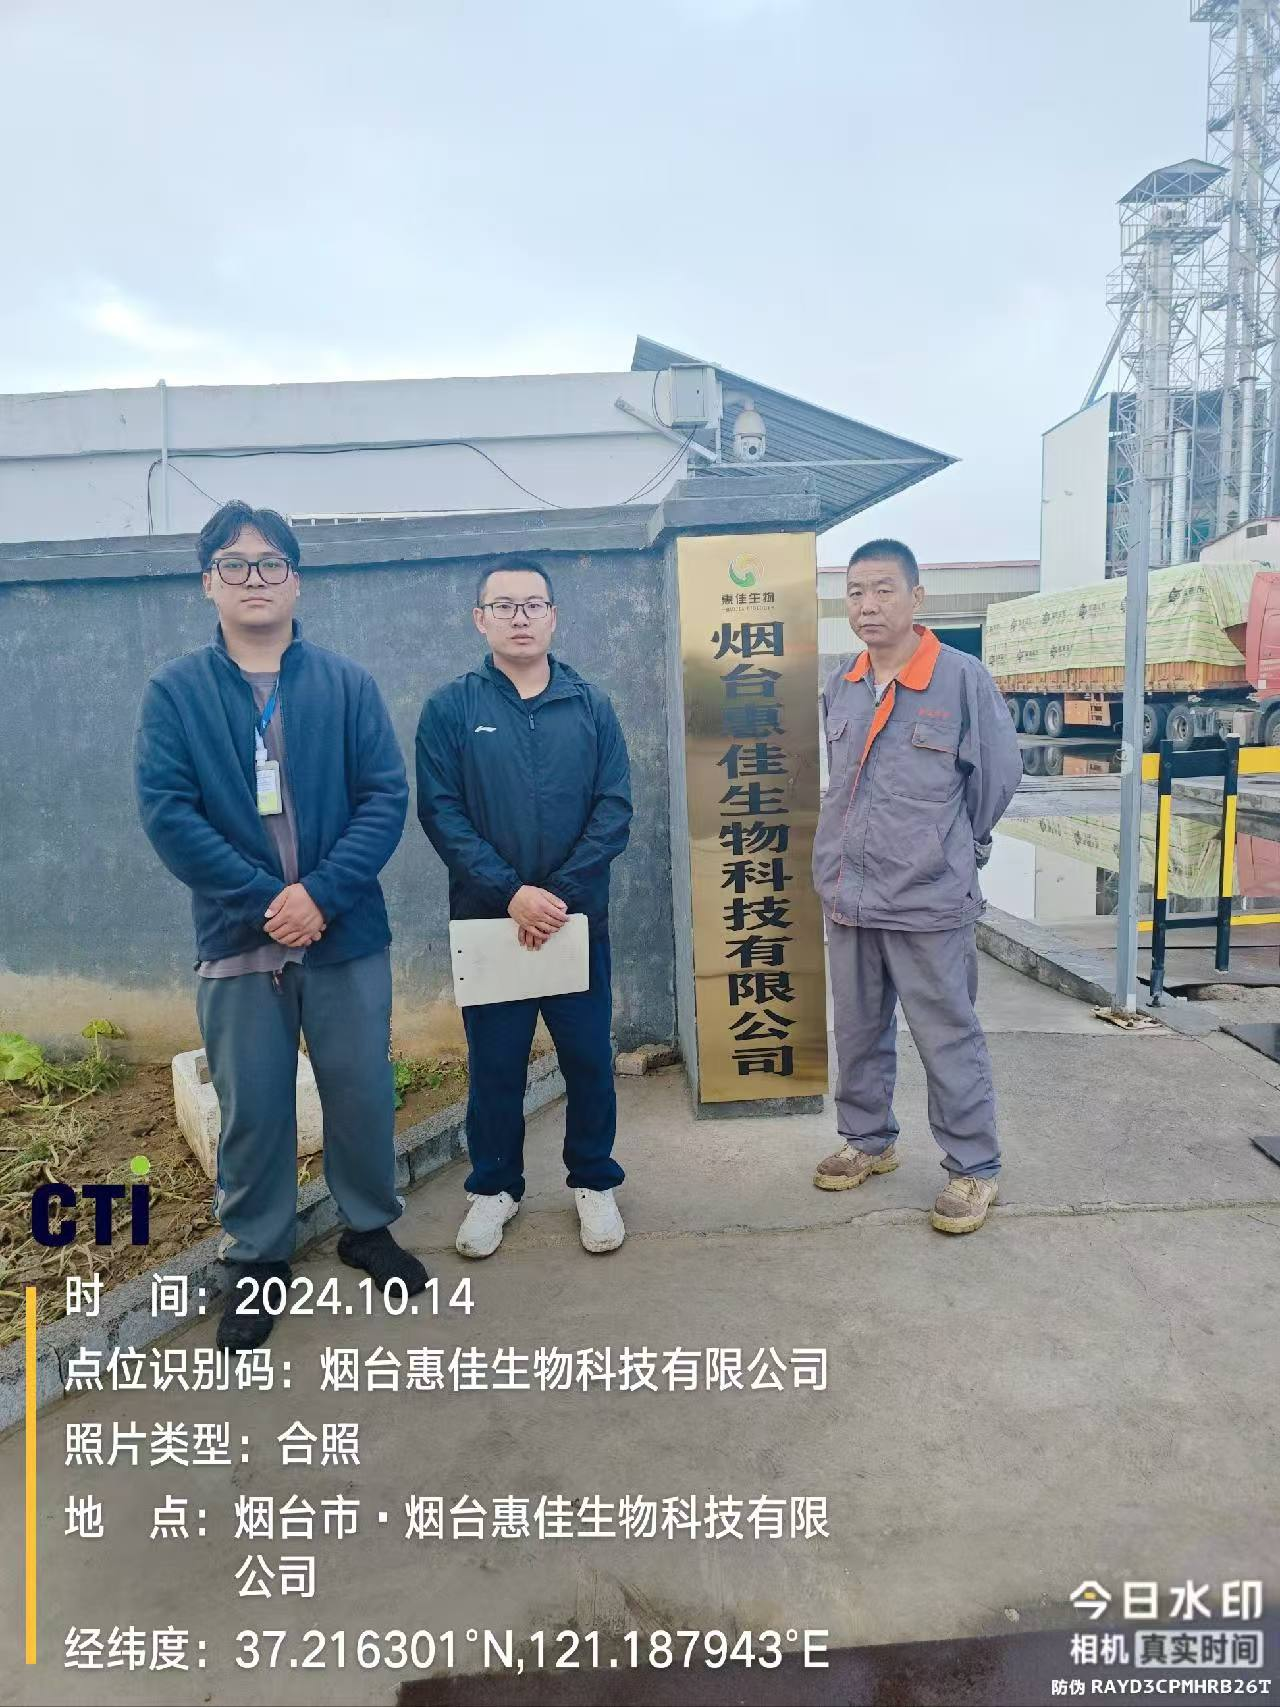 惠佳生物
烟台惠佳生物科技有限公司
CTI
时 间：2024.10.14
点位识别码：烟台惠佳生物科技有限公司
照片类型：合照
地 点：烟台市·烟台惠佳生物科技有限
公司
经纬度：37.216301°N,121.187943°E
今日水印
相机 真实时间
防伪 RAYD3CPMHRB26T